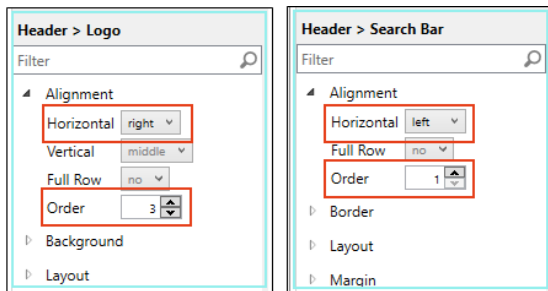 Header > Logo
Filter
Alignment
Horizontal right
Vertical middle
Full Row no
Order 3
Background
Layout
Header > Search Bar
Filter
Alignment
Horizontal left
Full Row no
Order 1
Border
Layout
Margin